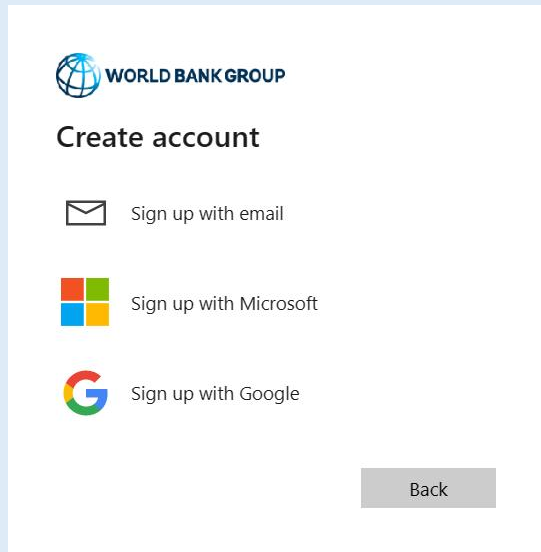 WORLD BANK GROUP
Create account
Sign up with email
Sign up with Microsoft
Sign up with Google
Back